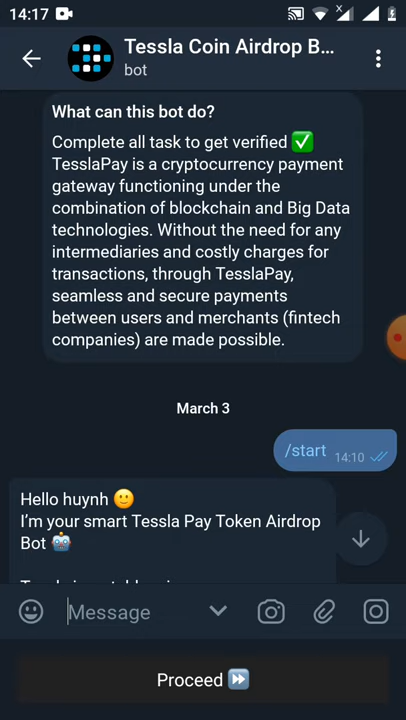 14:17
Tessla Coin Airdrop B...
bot
What can this bot do?
Complete all task to get verified ✅
TesslaPay is a cryptocurrency payment
gateway functioning under the
combination of blockchain and Big Data
technologies. Without the need for any
intermediaries and costly charges for
transactions, through TesslaPay,
seamless and secure payments
between users and merchants (fintech
companies) are made possible.
March 3
/start 14:10
Hello huynh 🙂
I'm your smart Tessla Pay Token Airdrop
Bot 🤖
Message
Proceed ⏩